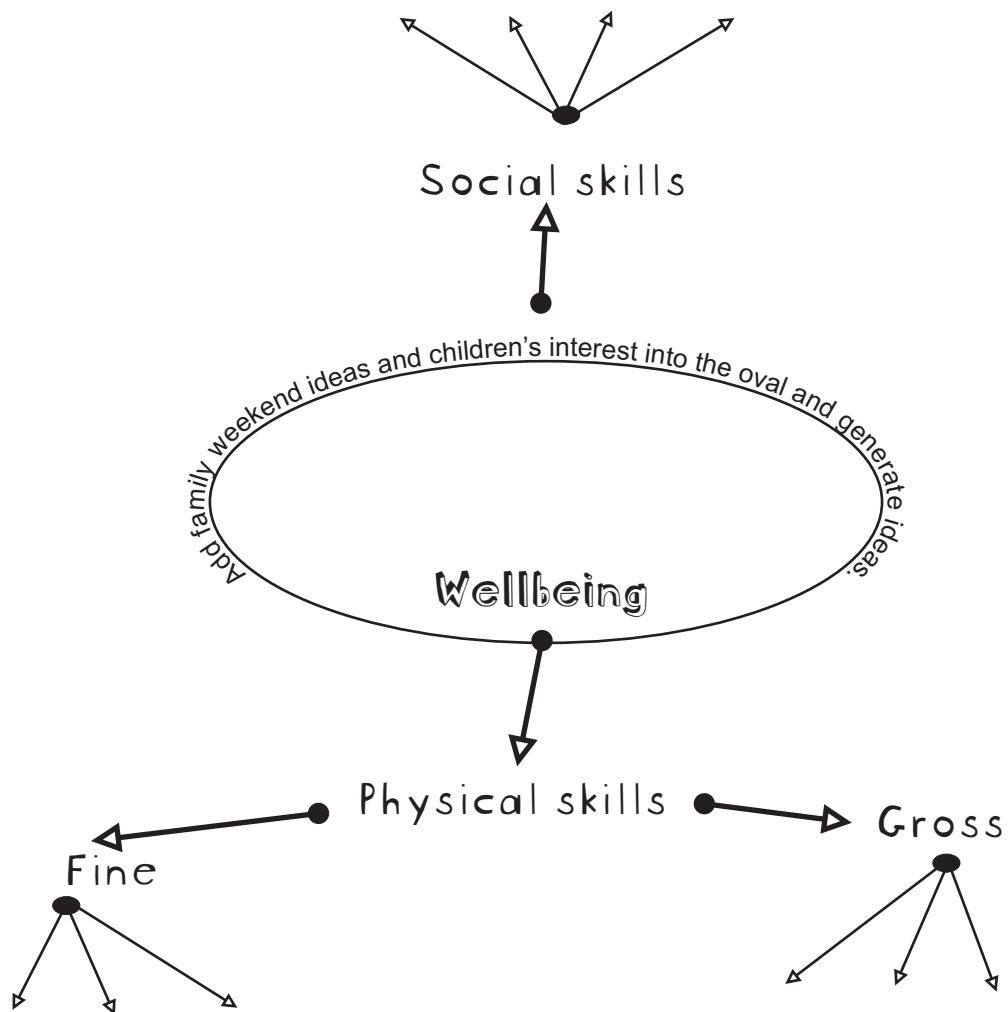 Social skills
Add family weekend ideas and children's interest into the oval and generate ideas.
Wellbeing
Physical skills
Gross
Fine